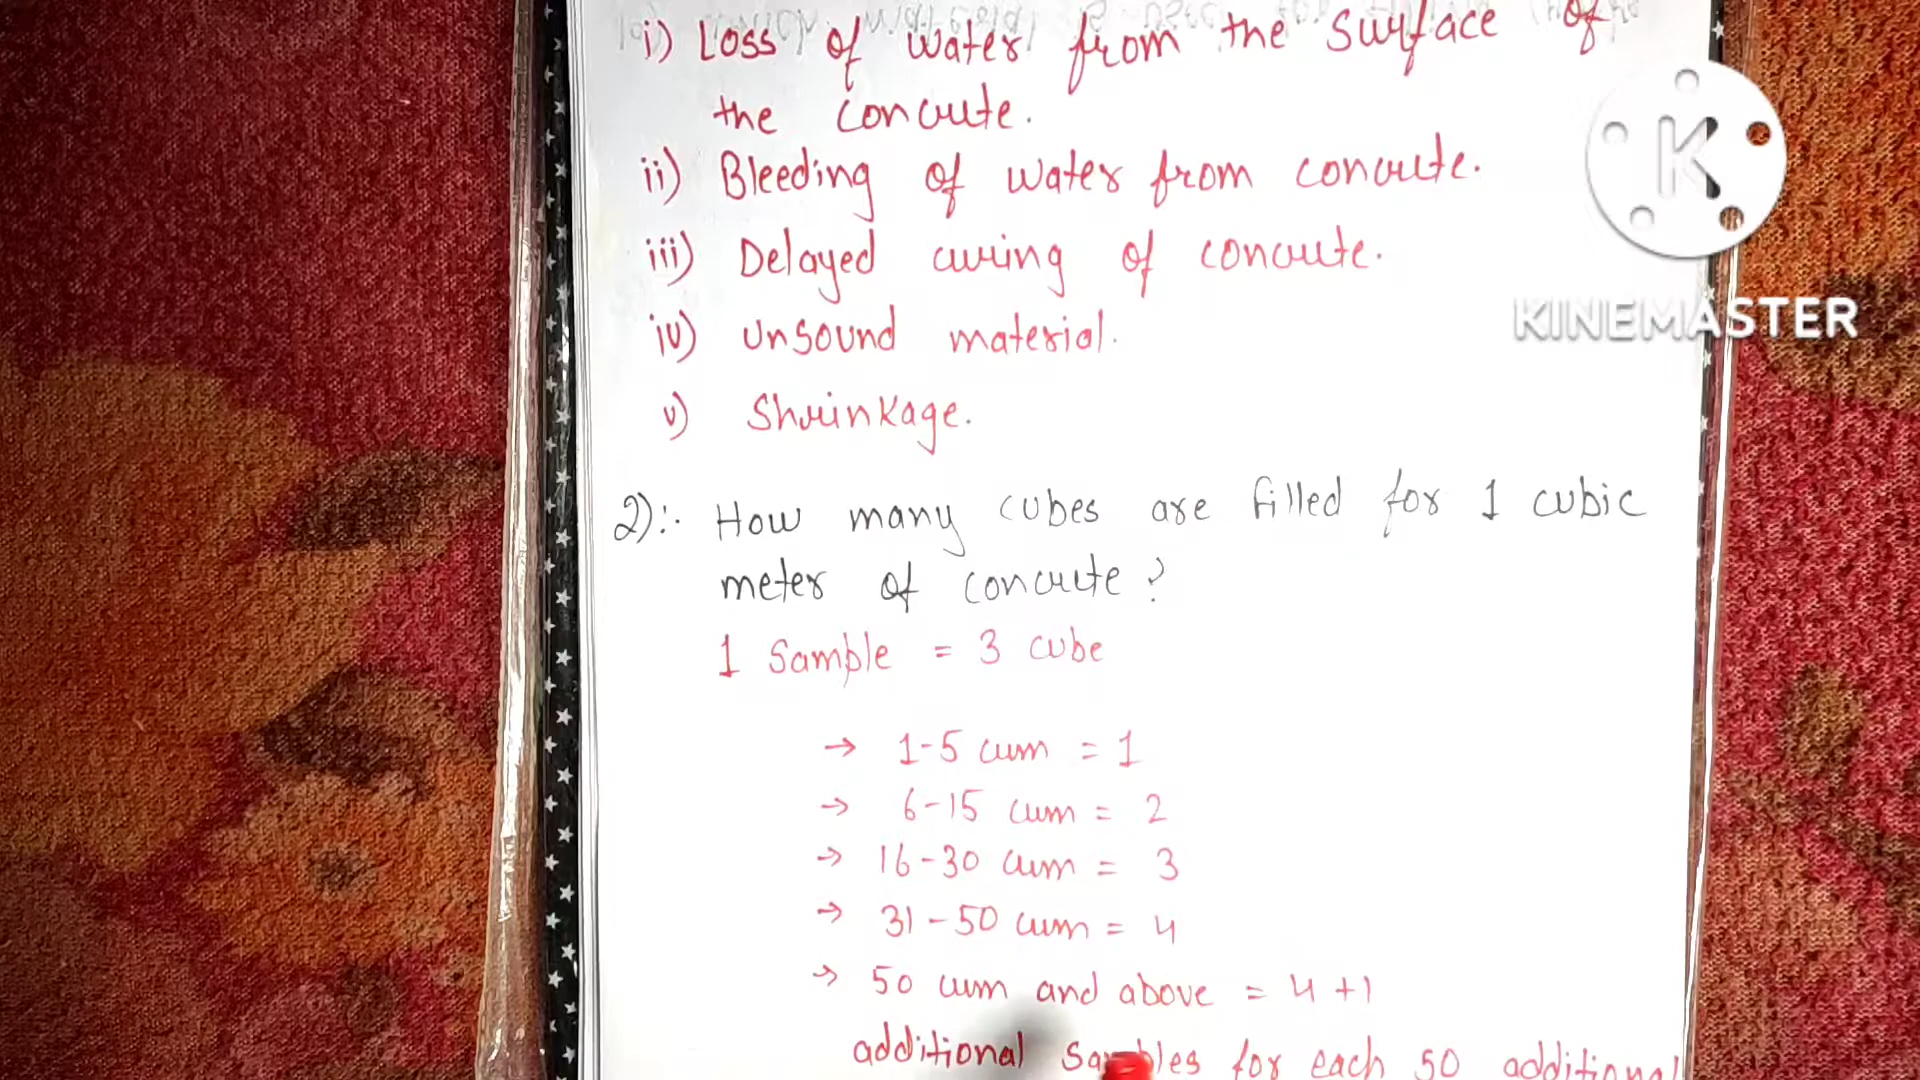 i) Loss of water from the surface of
the concrete.
ii) Bleeding of water from concrete.
iii) Delayed curing of concrete.
iv) Unsound material.
v) Shrinkage.
2):- How many cubes are filled for 1 cubic
meter of concrete?
1 Sample = 3 cube
→ 1-5 cum = 1
→ 6-15 cum = 2
→ 16-30 cum = 3
→ 31-50 cum = 4
→ 50 cum and above = 4+1
additional samples for each 50 additional
K
KINEMASTER